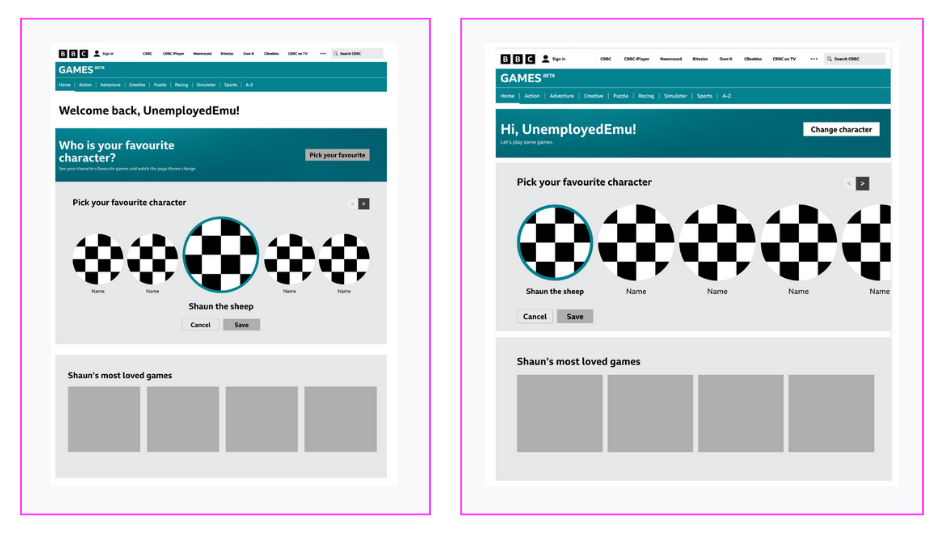 BBC Sign in CBBC CBBC iPlayer Newsround Bitesize Own It CBeebies CBBC on TV ••• Search CBBC
GAMES BETA
Home | Action | Adventure | Creative | Puzzle | Racing | Simulator | Sports | A-Z
Welcome back, UnemployedEmu!
Who is your favourite
character?
See your characters favourite games and watch the page theme change.
Pick your favourite
Pick your favourite character
< >
Name Name Name Name
Shaun the sheep
Cancel Save
Shaun's most loved games
BBC Sign in CBBC CBBC iPlayer Newsround Bitesize Own It CBeebies CBBC on TV ••• Search CBBC
GAMES BETA
Home | Action | Adventure | Creative | Puzzle | Racing | Simulator | Sports | A-Z
Hi, UnemployedEmu!
Let's play some games.
Change character
Pick your favourite character
< >
Shaun the sheep Name Name Name Name
Cancel Save
Shaun's most loved games